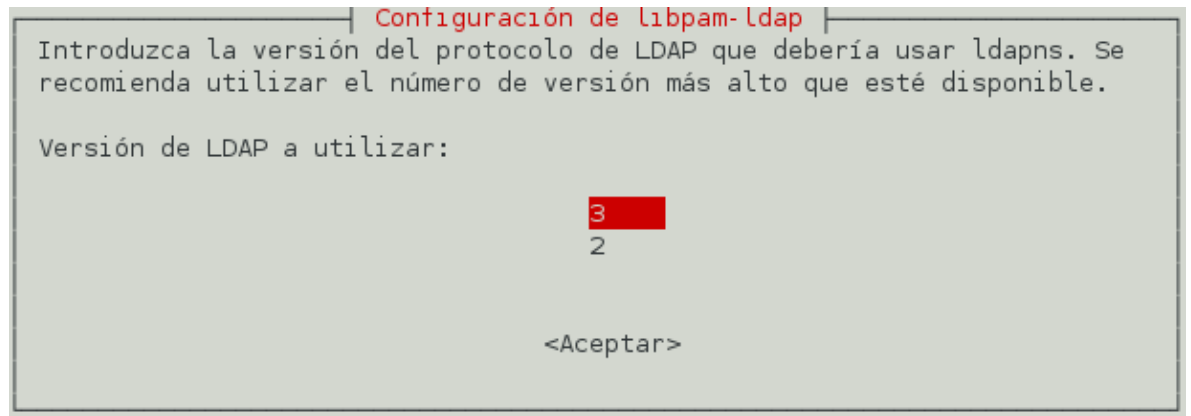 Configuración de libpam-ldap
Introduzca la versión del protocolo de LDAP que debería usar ldapns. Se
recomienda utilizar el número de versión más alto que esté disponible.
Versión de LDAP a utilizar:
3
2
<Aceptar>